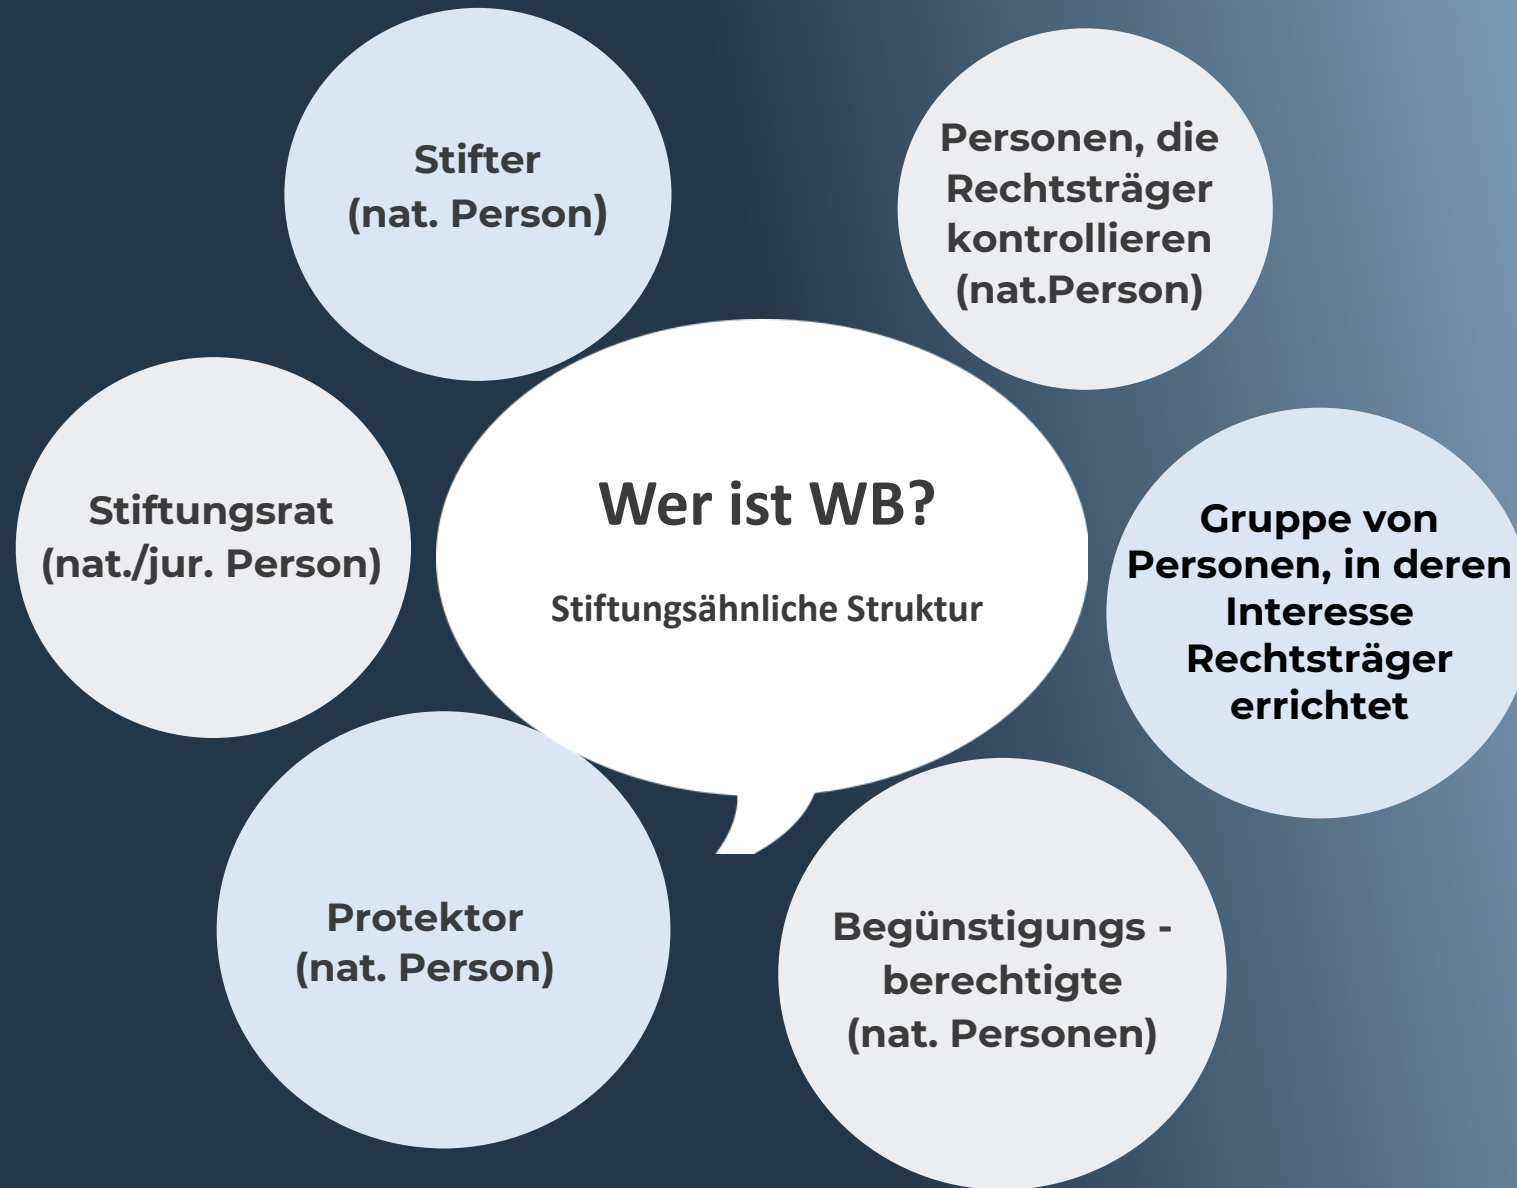 Stifter
(nat. Person)
Personen, die
Rechtsträger
kontrollieren
(nat.Person)
Stiftungsrat
(nat./jur. Person)
Wer ist WB?
Stiftungsähnliche Struktur
Gruppe von
Personen, in deren
Interesse
Rechtsträger
errichtet
Protektor
(nat. Person)
Begünstigungs -
berechtigte
(nat. Personen)